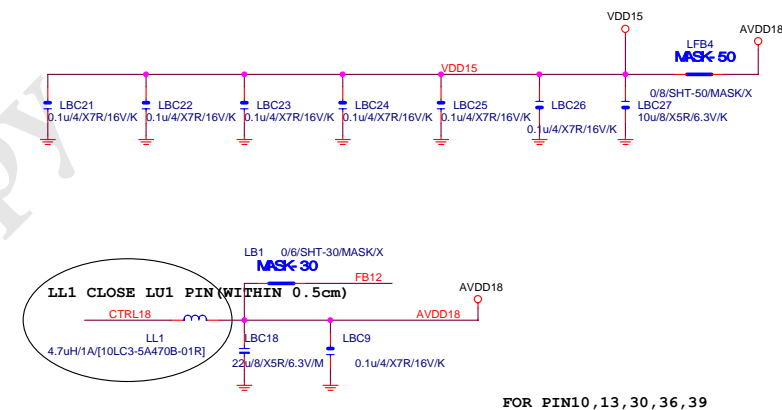 VDD15
AVDD18
LFB4
MASK-50
VDD15
0/8/SHT-50/MASK/X
LBC21
0.1u/4/X7R/16V/K
LBC22
0.1u/4/X7R/16V/K
LBC23
0.1u/4/X7R/16V/K
LBC24
0.1u/4/X7R/16V/K
LBC25
0.1u/4/X7R/16V/K
LBC26
0.1u/4/X7R/16V/K
LBC27
10u/8/X5R/6.3V/K
py
LB1 0/6/SHT-30/MASK/X
MASK-30
FB12
LL1 CLOSE LU1 PIN(WITHIN 0.5cm)
AVDD18
CTRL18
AVDD18
LL1
4.7uH/1A/[10LC3-5A470B-01R]
LBC18
22u/8/X5R/6.3V/M
LBC9
0.1u/4/X7R/16V/K
FOR PIN10,13,30,36,39